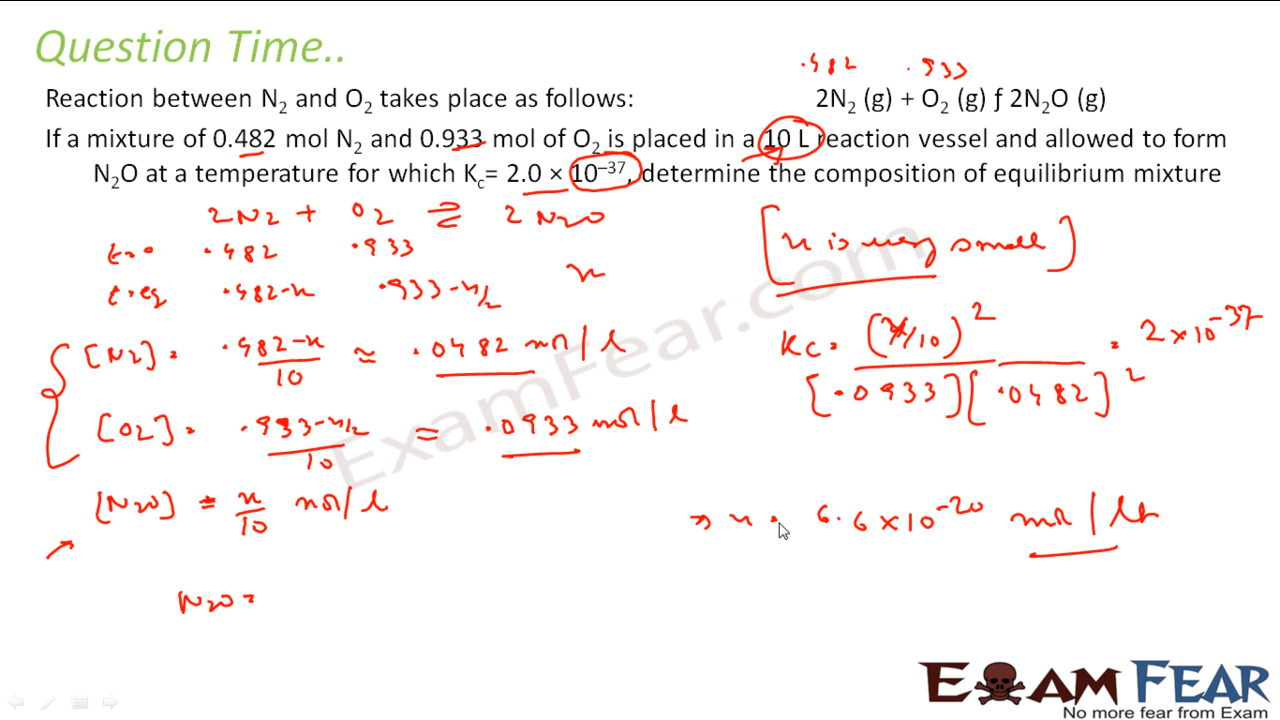 Question Time..
.482 .933
Reaction between N₂ and O₂ takes place as follows: 2N₂ (g) + O₂ (g) ƒ 2N₂O (g)
If a mixture of 0.482 mol N₂ and 0.933 mol of O₂ is placed in a 10 L reaction vessel and allowed to form
N₂O at a temperature for which K_c= 2.0 × 10⁻³⁷, determine the composition of equilibrium mixture
2N2 + O2 ⇌ 2 N2O
t=0 .482 .933
t=eq .482-x .933-x/2 x
[x is very small]
[N2] = .482-x/10 ≈ .0482 mol/l
Kc = (x/10)² / [.0933][.0482]² = 2×10⁻³⁷
[O2] = .933-x/2/10 ≈ .0933 mol/l
[N2O] = x/10 mol/l
⇒ x = 6.6×10⁻²⁰ mol/lt
N2O =
ExamFear.com
EXAM FEAR
No more fear from Exam